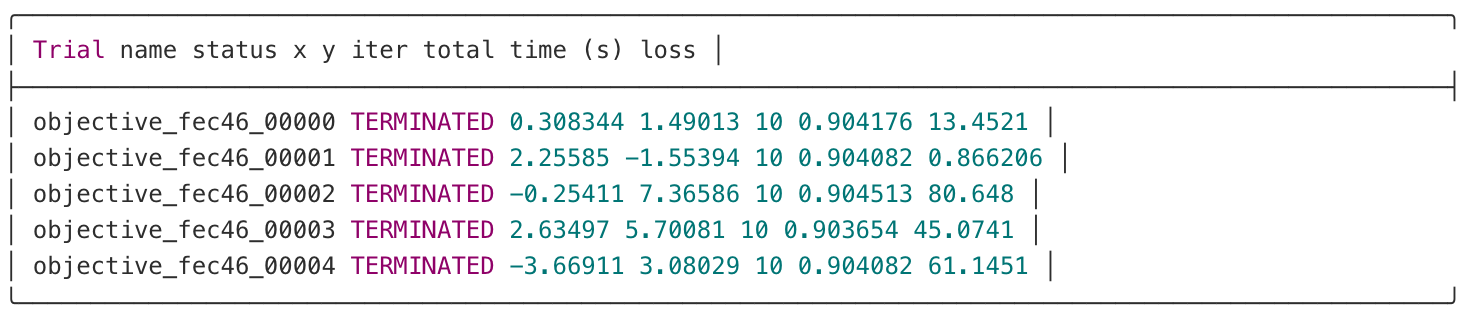 Trial name status x y iter total time (s) loss
objective_fec46_00000 TERMINATED 0.308344 1.49013 10 0.904176 13.4521
objective_fec46_00001 TERMINATED 2.25585 -1.55394 10 0.904082 0.866206
objective_fec46_00002 TERMINATED -0.25411 7.36586 10 0.904513 80.648
objective_fec46_00003 TERMINATED 2.63497 5.70081 10 0.903654 45.0741
objective_fec46_00004 TERMINATED -3.66911 3.08029 10 0.904082 61.1451